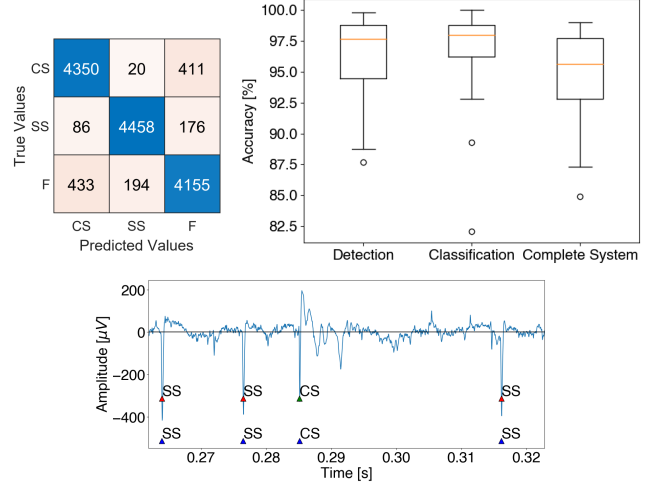 True Values
CS 4350 20 411
SS 86 4458 176
F 433 194 4155
CS SS F
Predicted Values
Accuracy [%]
100.0
97.5
95.0
92.5
90.0
87.5
85.0
82.5
Detection Classification Complete System
Amplitude [µV]
200
0
−200
−400
SS SS CS SS
SS SS CS SS
0.27 0.28 0.29 0.30 0.31 0.32
Time [s]